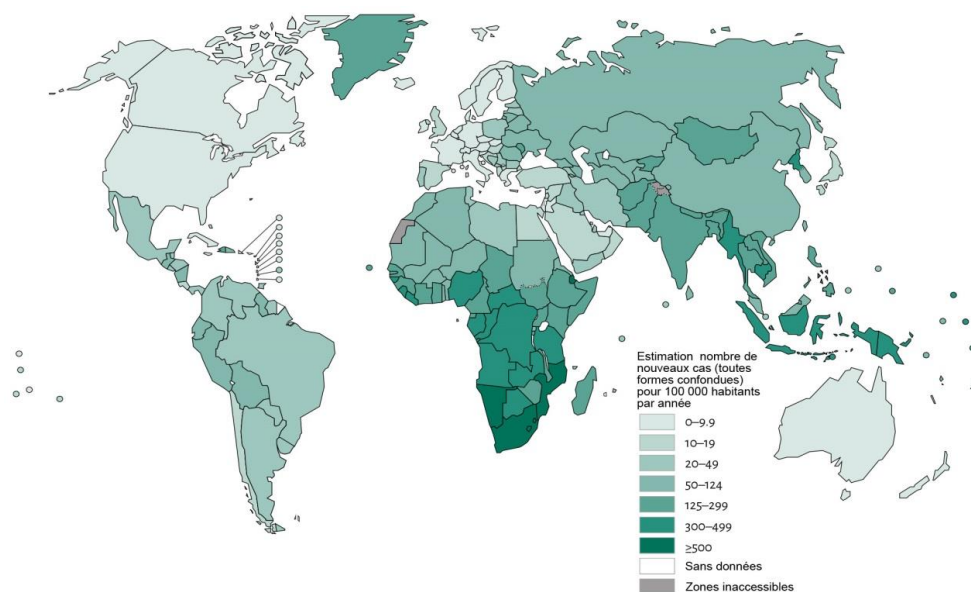 Estimation nombre de
nouveaux cas (toutes
formes confondues)
pour 100 000 habitants
par année
0–9.9
10–19
20–49
50–124
125–299
300–499
≥500
Sans données
Zones inaccessibles